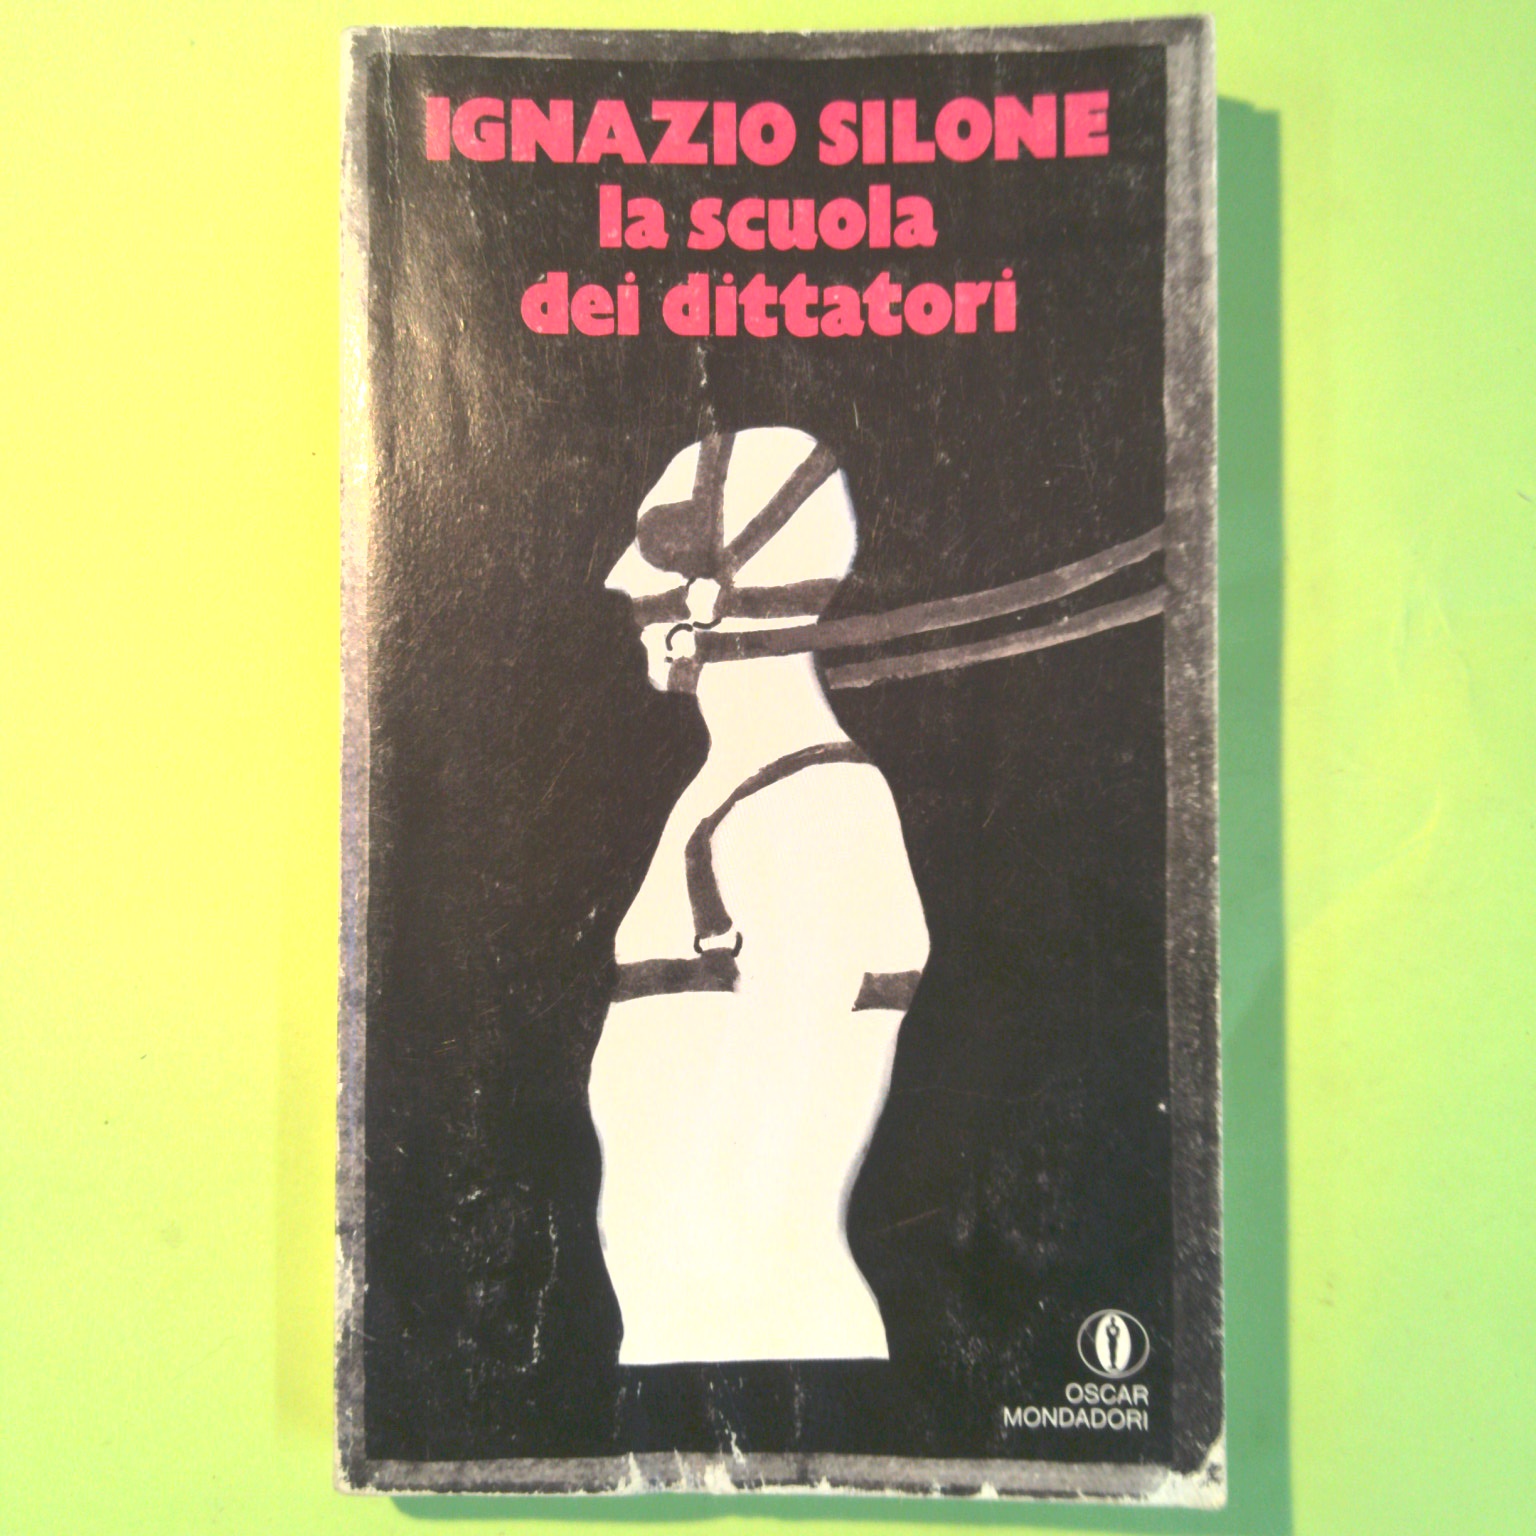 IGNAZIO SILONE
la scuola
dei dittatori
OSCAR
MONDADORI